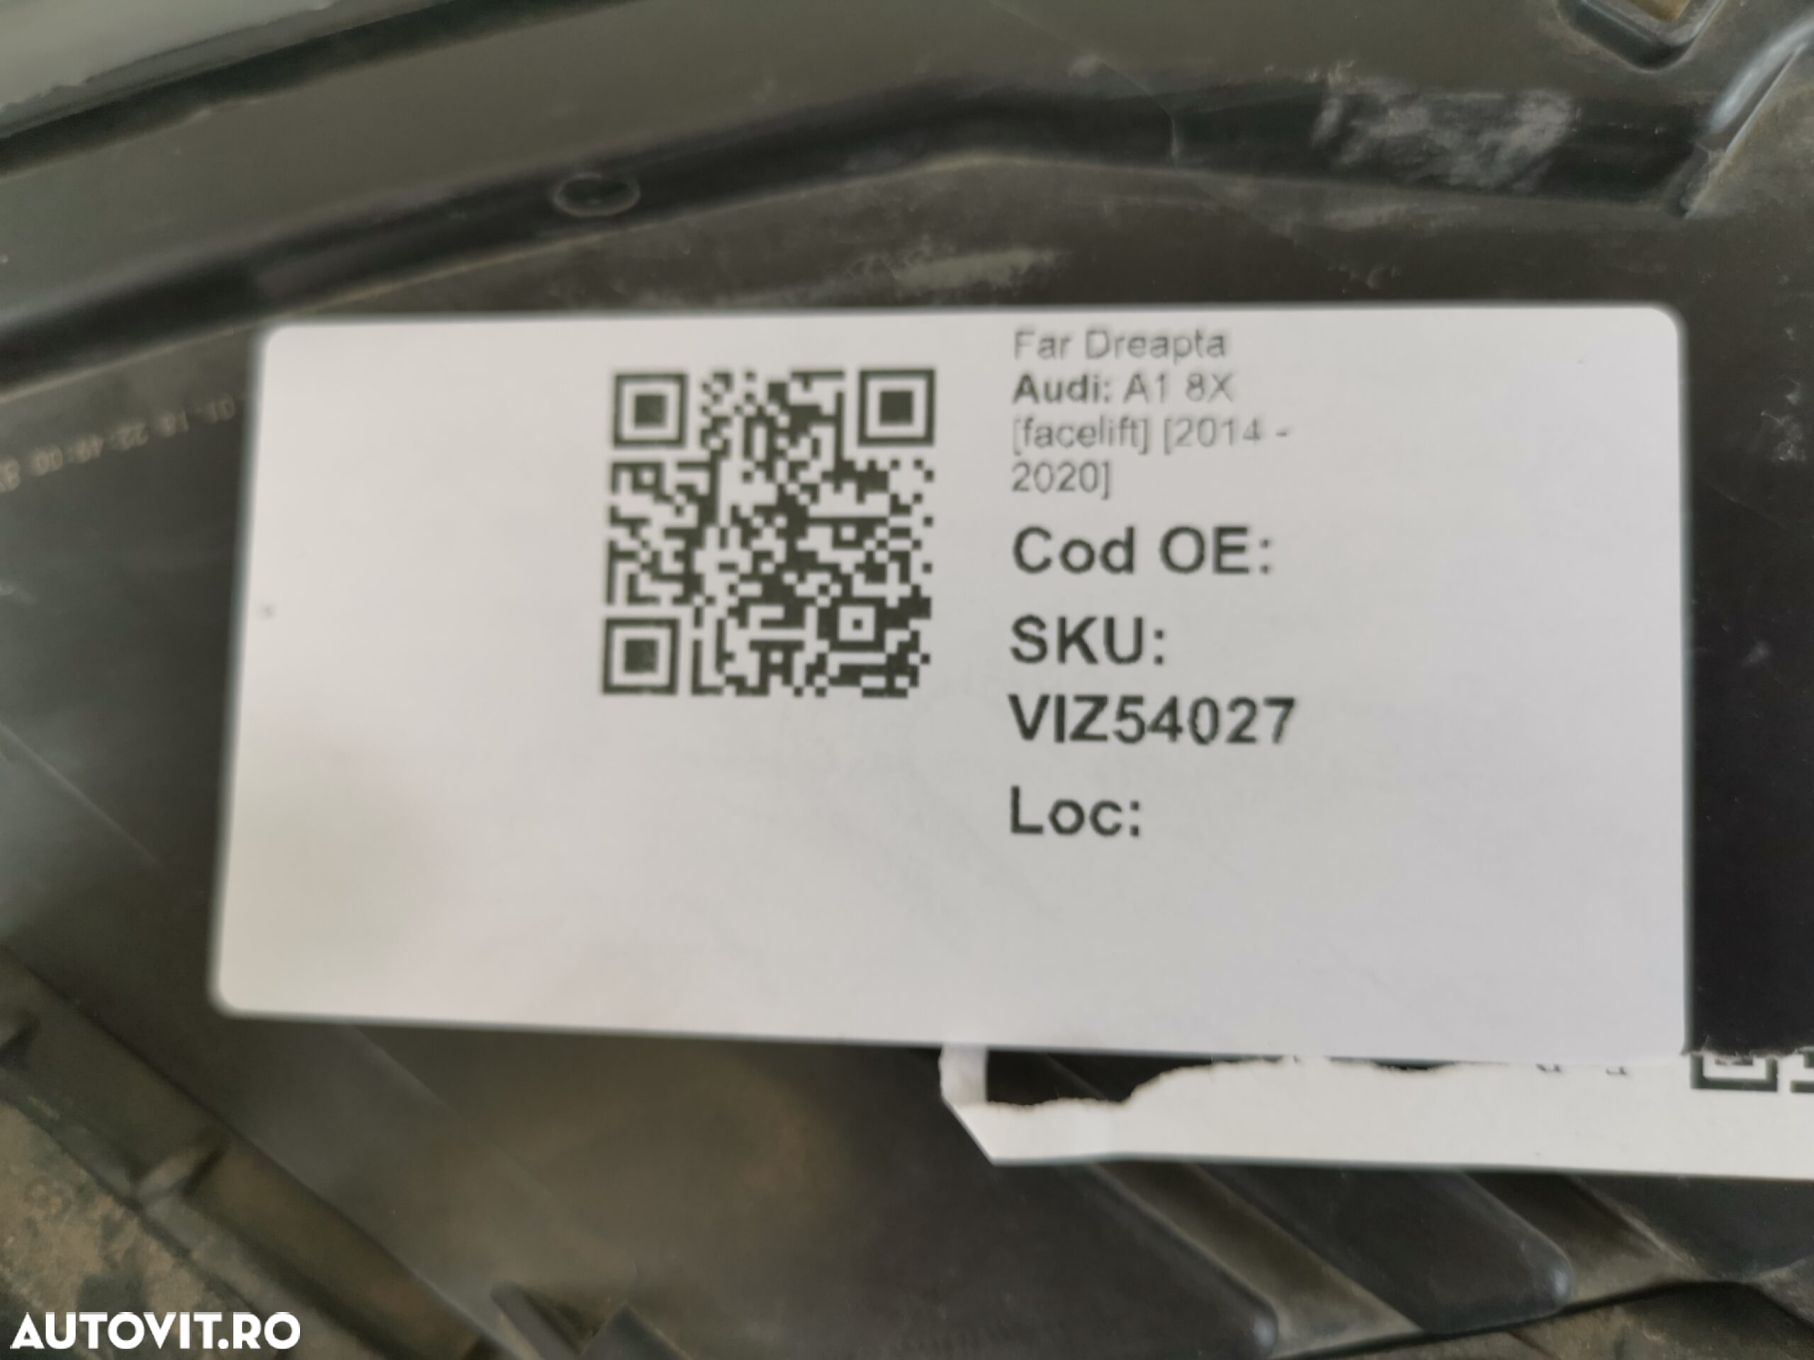 Far Dreapta
Audi: A1 8X
[facelift] [2014 -
2020]
Cod OE:
SKU:
VIZ54027
Loc:
AUTOVIT.RO